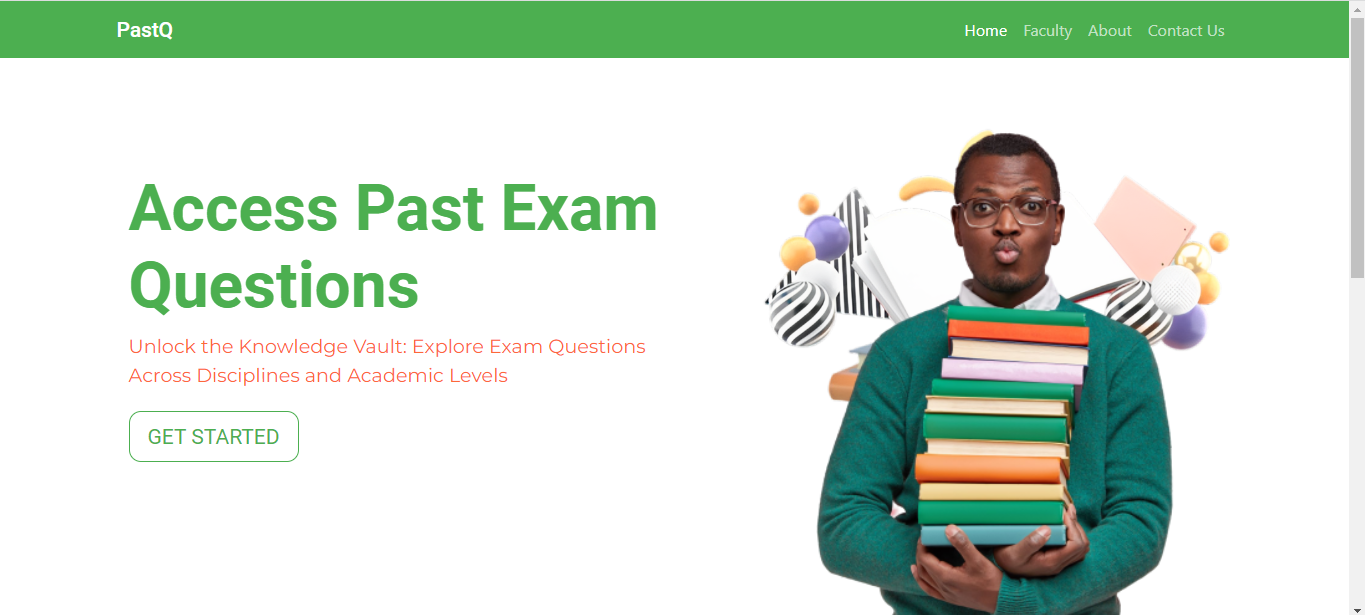 PastQ
Home Faculty About Contact Us
Access Past Exam
Questions
Unlock the Knowledge Vault: Explore Exam Questions
Across Disciplines and Academic Levels
GET STARTED